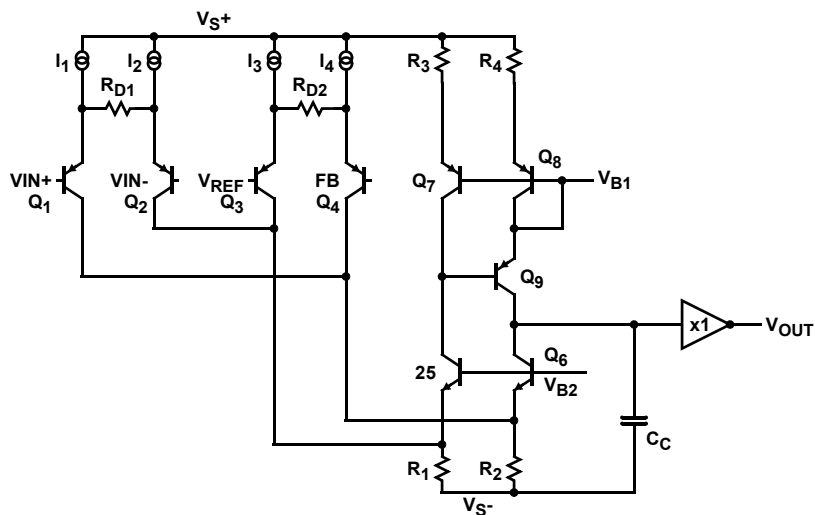 VS+
I1
I2
I3
I4
R3
R4
RD1
RD2
Q8
VIN+
VIN-
VREF
FB
Q7
VB1
Q1
Q2
Q3
Q4
Q9
x1
VOUT
25
Q6
VB2
CC
R1
R2
VS-